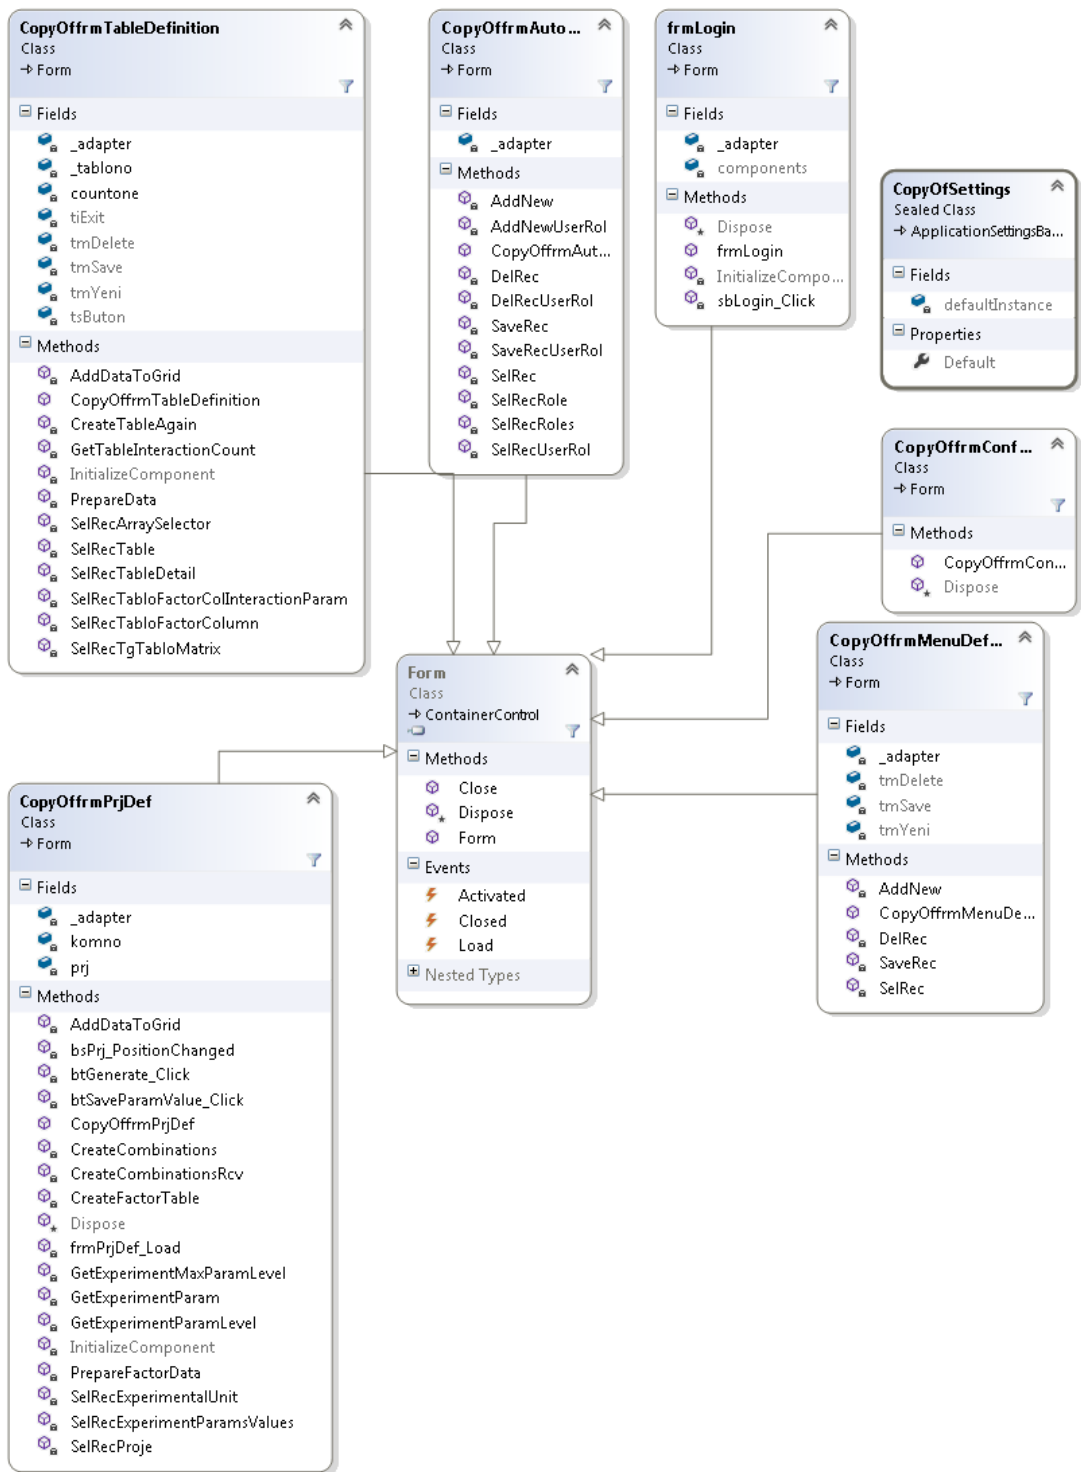 CopyOffrmTableDefinition
Class
Form
Fields
_adapter
_tablono
countone
tiExit
tmDelete
tmSave
tmYeni
tsButon
Methods
AddDataToGrid
CopyOffrmTableDefinition
CreateTableAgain
GetTableInteractionCount
InitializeComponent
PrepareData
SelRecArraySelector
SelRecTable
SelRecTableDetail
SelRecTabloFactorColInteractionParam
SelRecTabloFactorColumn
SelRecTgTabloMatrix
CopyOffrmAuto...
Class
Form
Fields
_adapter
Methods
AddNew
AddNewUserRol
CopyOffrmAut...
DelRec
DelRecUserRol
SaveRec
SaveRecUserRol
SelRec
SelRecRole
SelRecRoles
SelRecUserRol
frmLogin
Class
Form
Fields
_adapter
components
Methods
Dispose
frmLogin
InitializeCompo...
sbLogin_Click
CopyOfSettings
Sealed Class
ApplicationSettingsBa...
Fields
defaultInstance
Properties
Default
CopyOffrmConf...
Class
Form
Methods
CopyOffrmCon...
Dispose
CopyOffrmMenuDef...
Class
Form
Fields
_adapter
tmDelete
tmSave
tmYeni
Methods
AddNew
CopyOffrmMenuDe...
DelRec
SaveRec
SelRec
Form
Class
ContainerControl
Methods
Close
Dispose
Form
Events
Activated
Closed
Load
Nested Types
CopyOffrmPrjDef
Class
Form
Fields
_adapter
komno
prj
Methods
AddDataToGrid
bsPrj_PositionChanged
btGenerate_Click
btSaveParamValue_Click
CopyOffrmPrjDef
CreateCombinations
CreateCombinationsRcv
CreateFactorTable
Dispose
frmPrjDef_Load
GetExperimentMaxParamLevel
GetExperimentParam
GetExperimentParamLevel
InitializeComponent
PrepareFactorData
SelRecExperimentalUnit
SelRecExperimentParamsValues
SelRecProje